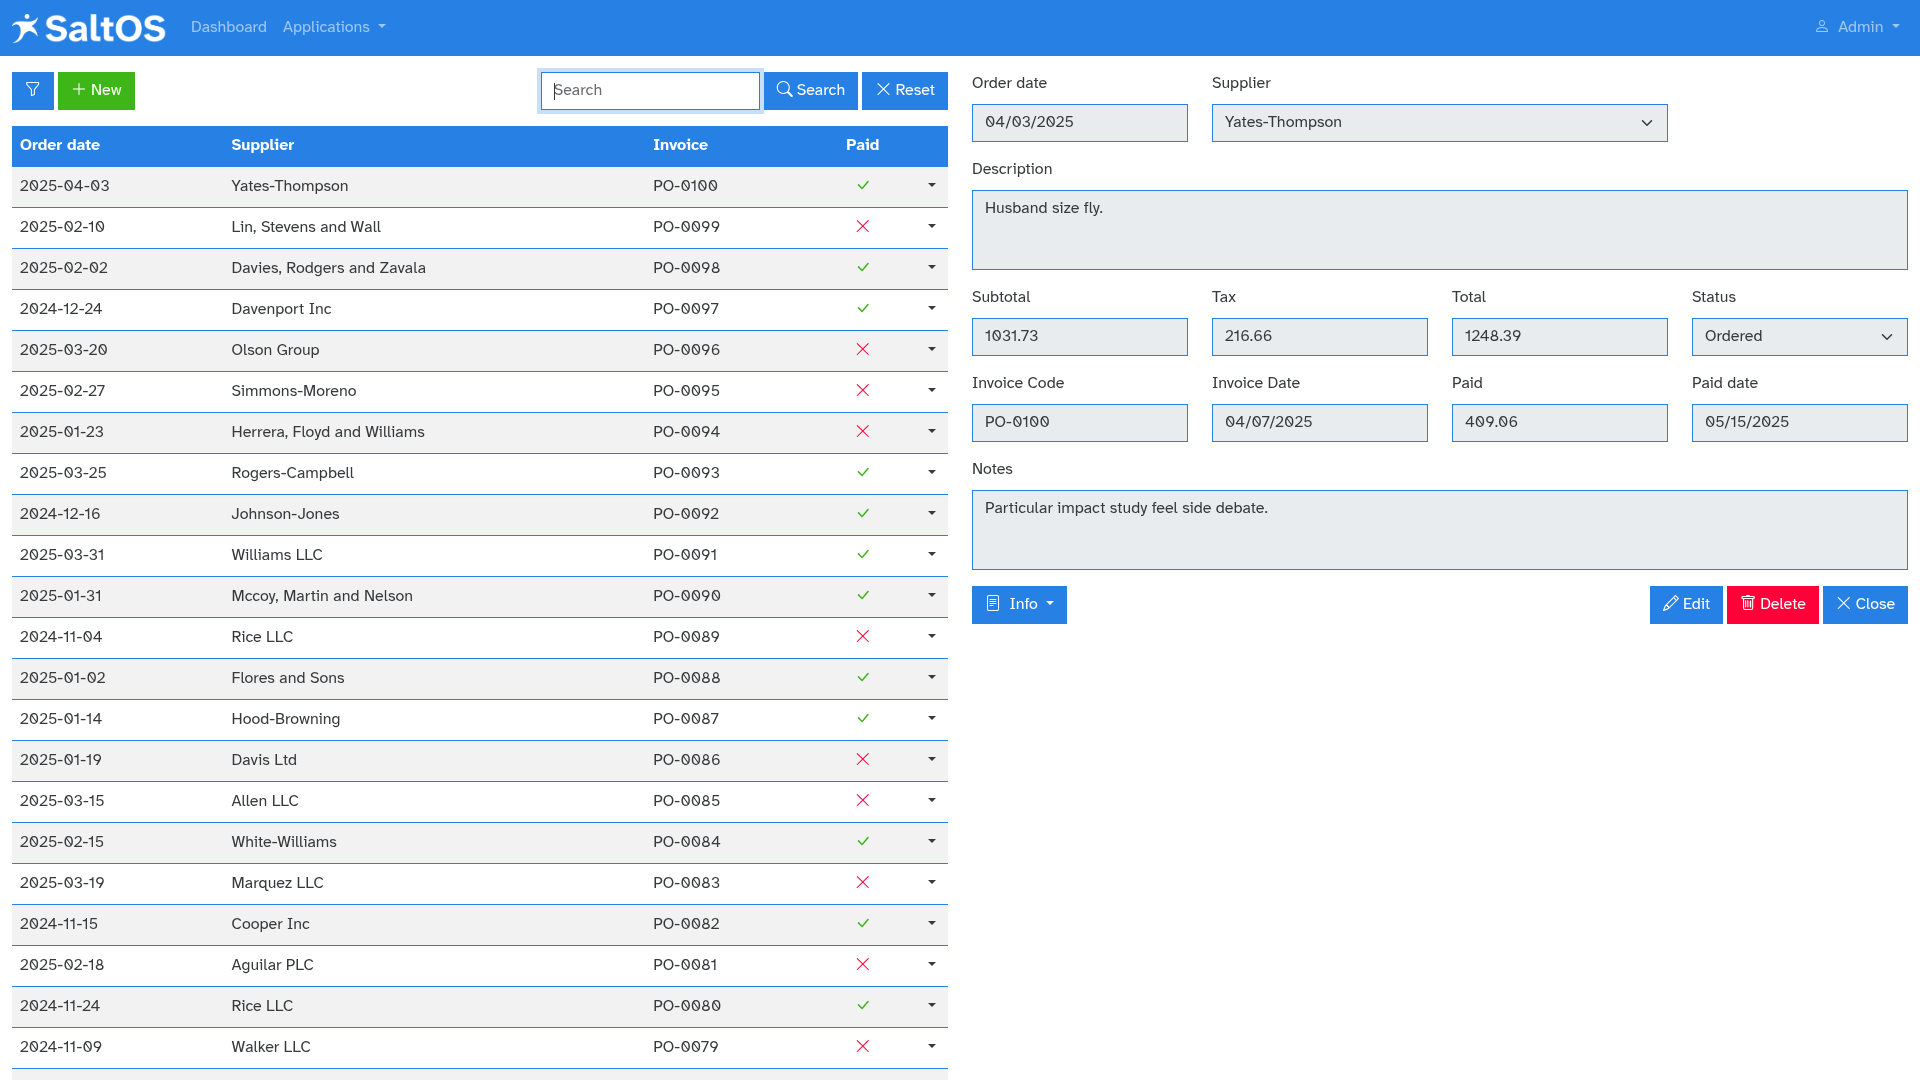 SaltOS Dashboard Applications Admin
New Search Search Reset
Order date Supplier Invoice Paid
2025-04-03 Yates-Thompson PO-0100
2025-02-10 Lin, Stevens and Wall PO-0099
2025-02-02 Davies, Rodgers and Zavala PO-0098
2024-12-24 Davenport Inc PO-0097
2025-03-20 Olson Group PO-0096
2025-02-27 Simmons-Moreno PO-0095
2025-01-23 Herrera, Floyd and Williams PO-0094
2025-03-25 Rogers-Campbell PO-0093
2024-12-16 Johnson-Jones PO-0092
2025-03-31 Williams LLC PO-0091
2025-01-31 Mccoy, Martin and Nelson PO-0090
2024-11-04 Rice LLC PO-0089
2025-01-02 Flores and Sons PO-0088
2025-01-14 Hood-Browning PO-0087
2025-01-19 Davis Ltd PO-0086
2025-03-15 Allen LLC PO-0085
2025-02-15 White-Williams PO-0084
2025-03-19 Marquez LLC PO-0083
2024-11-15 Cooper Inc PO-0082
2025-02-18 Aguilar PLC PO-0081
2024-11-24 Rice LLC PO-0080
2024-11-09 Walker LLC PO-0079
Order date Supplier
04/03/2025 Yates-Thompson
Description
Husband size fly.
Subtotal Tax Total Status
1031.73 216.66 1248.39 Ordered
Invoice Code Invoice Date Paid Paid date
PO-0100 04/07/2025 409.06 05/15/2025
Notes
Particular impact study feel side debate.
Info Edit Delete Close